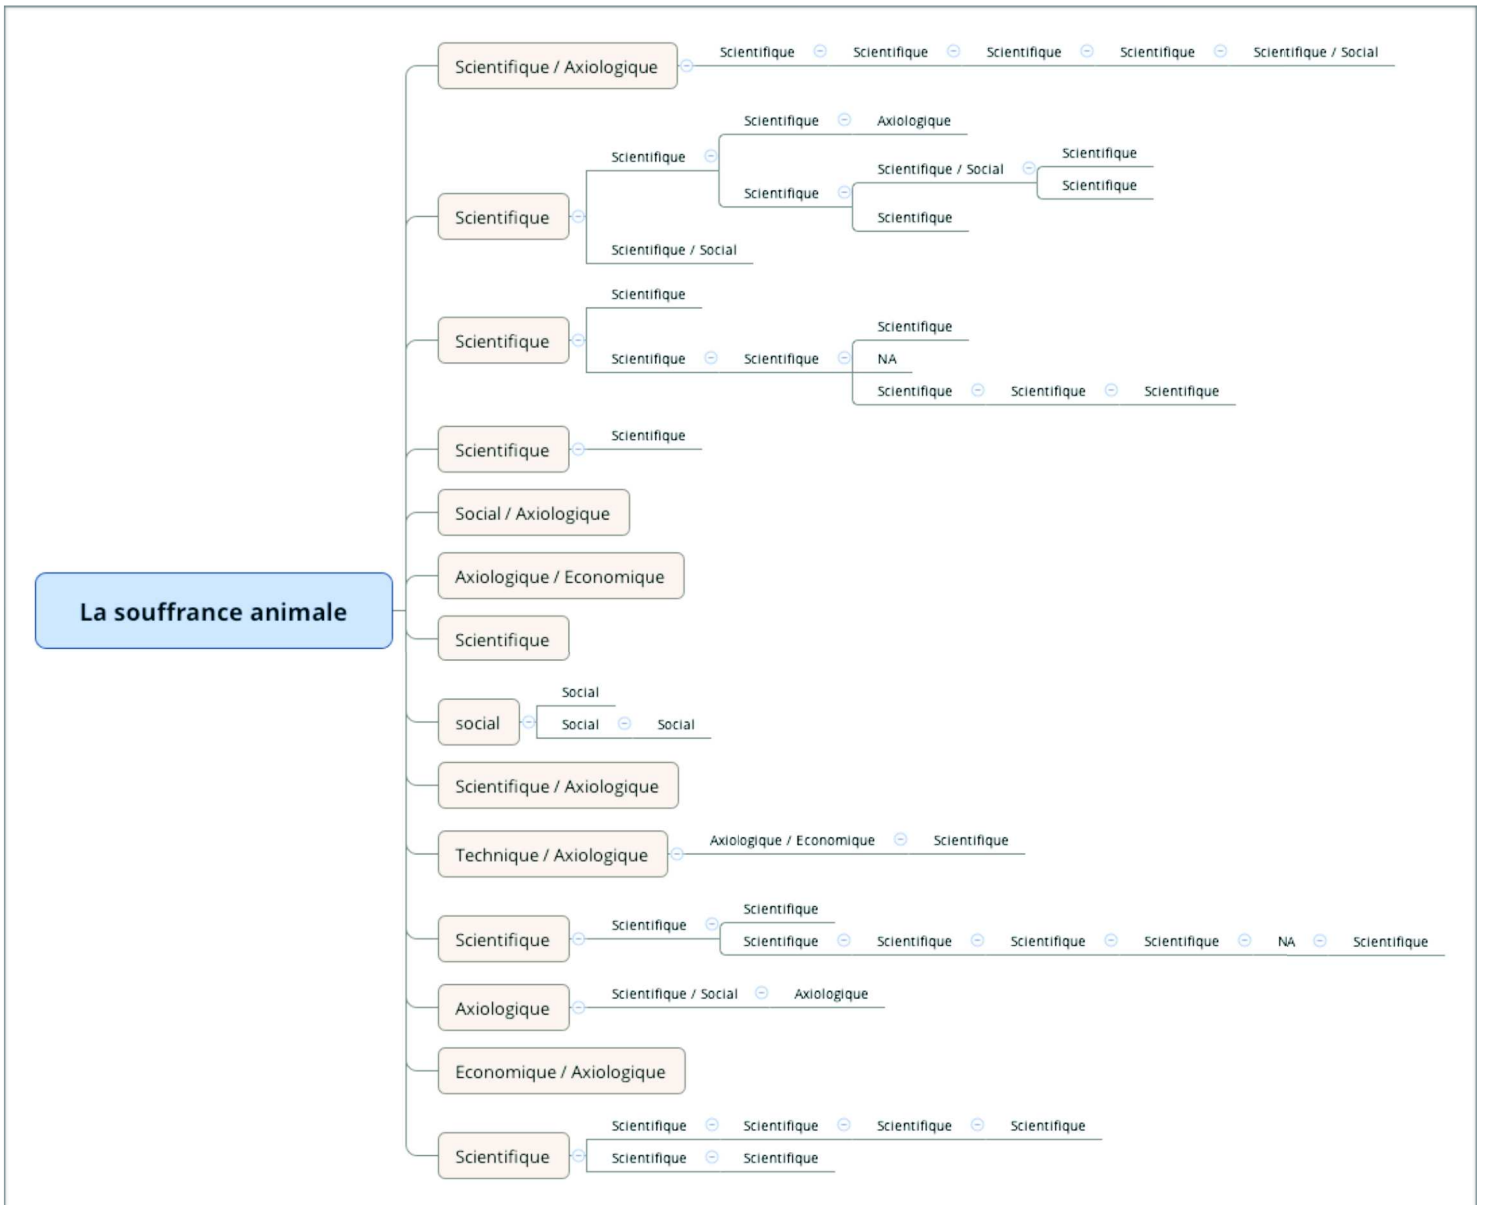 Scientifique / Axiologique
Scientifique
Scientifique
Scientifique
Scientifique
Scientifique / Social
Scientifique
Scientifique
Scientifique
Axiologique
Scientifique
Scientifique / Social
Scientifique
Scientifique
Scientifique
Scientifique / Social
Scientifique
Scientifique
Scientifique
Scientifique
Scientifique
NA
Scientifique
Scientifique
Scientifique
Scientifique
Scientifique
Social / Axiologique
Axiologique / Economique
La souffrance animale
Scientifique
social
Social
Social
Social
Scientifique / Axiologique
Technique / Axiologique
Axiologique / Economique
Scientifique
Scientifique
Scientifique
Scientifique
Scientifique
Scientifique
Scientifique
Scientifique
NA
Scientifique
Axiologique
Scientifique / Social
Axiologique
Economique / Axiologique
Scientifique
Scientifique
Scientifique
Scientifique
Scientifique
Scientifique
Scientifique